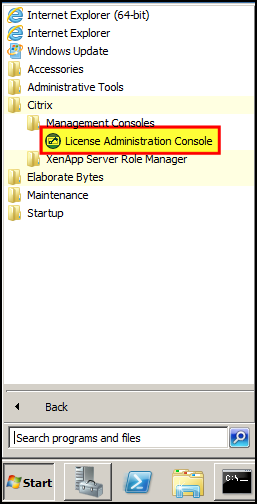 Internet Explorer (64-bit)
Internet Explorer
Windows Update
Accessories
Administrative Tools
Citrix
Management Consoles
License Administration Console
XenApp Server Role Manager
Elaborate Bytes
Maintenance
Startup
Back
Search programs and files
Start
C:\.